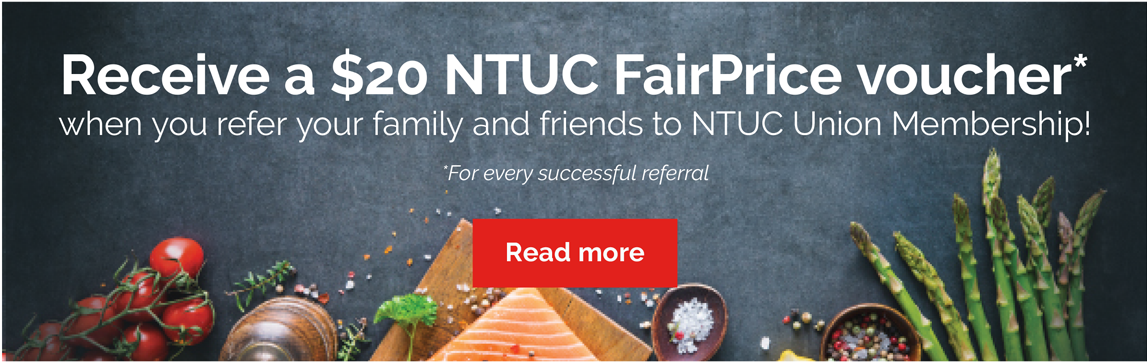 Receive a $20 NTUC FairPrice voucher*
when you refer your family and friends to NTUC Union Membership!
*For every successful referral
Read more